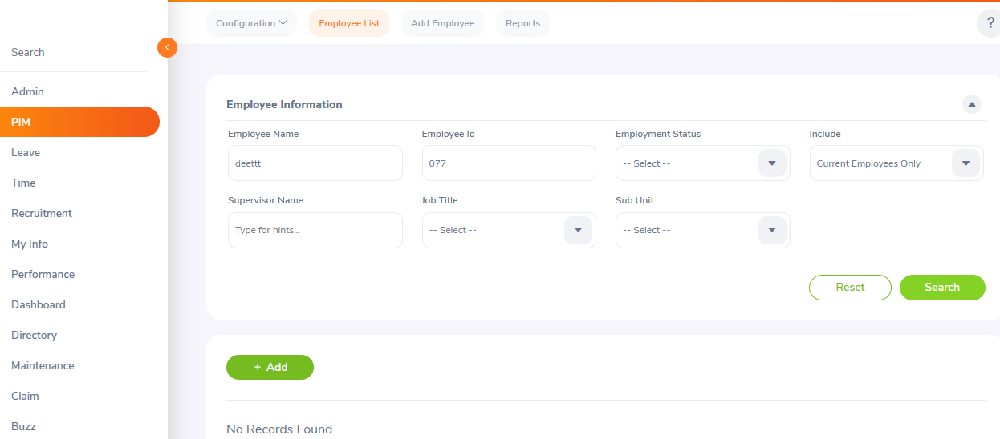 Configuration
Employee List
Add Employee
Reports
?
Search
Admin
PIM
Leave
Time
Recruitment
My Info
Performance
Dashboard
Directory
Maintenance
Claim
Buzz
Employee Information
Employee Name
Employee Id
Employment Status
Include
deettt
077
-- Select --
Current Employees Only
Supervisor Name
Job Title
Sub Unit
Type for hints...
-- Select --
-- Select --
Reset
Search
+ Add
No Records Found